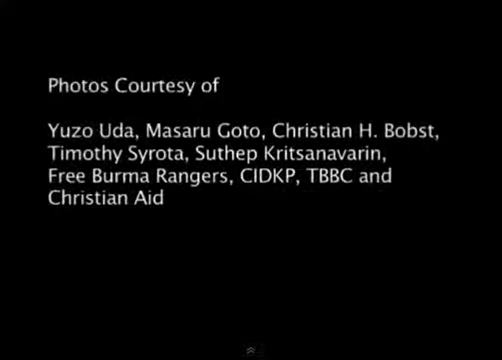 Photos Courtesy of
Yuzo Uda, Masaru Goto, Christian H. Bobst,
Timothy Syrota, Suthep Kritsanavarin,
Free Burma Rangers, CIDKP, TBBC and
Christian Aid